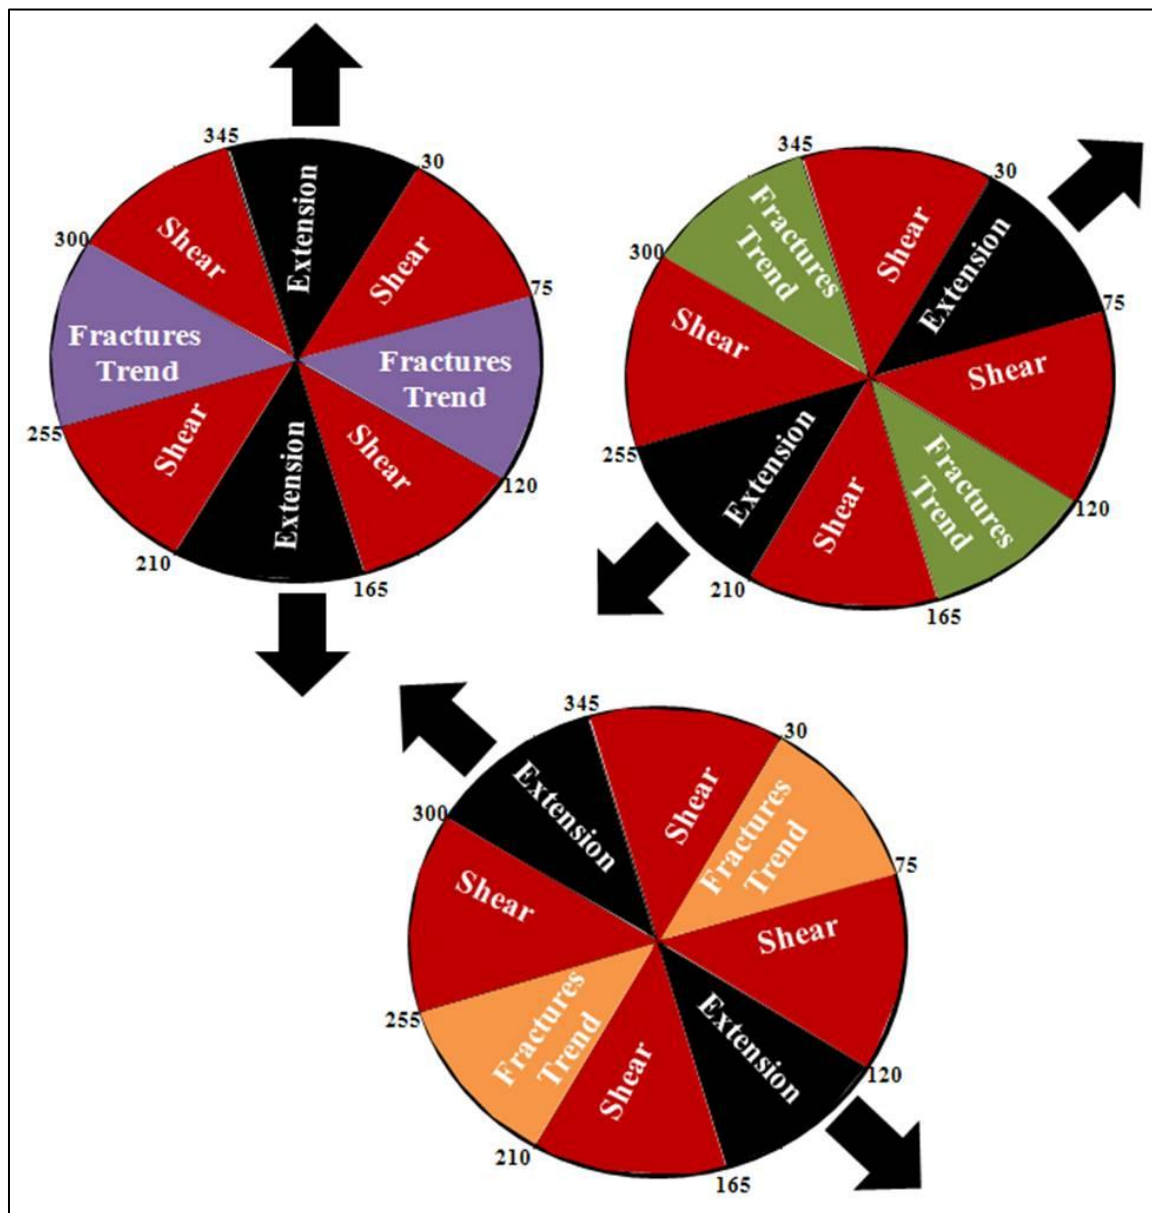 345
30
Extension
Shear
Shear
300
75
Fractures
Trend
Fractures
Trend
255
120
Shear
Extension
Shear
210
165
345
30
Fractures
Trend
Shear
Extension
300
75
Shear
Shear
255
120
Extension
Shear
Fractures
Trend
210
165
345
30
Extension
Shear
Fractures
Trend
300
75
Shear
Shear
255
120
Fractures
Trend
Shear
Extension
210
165